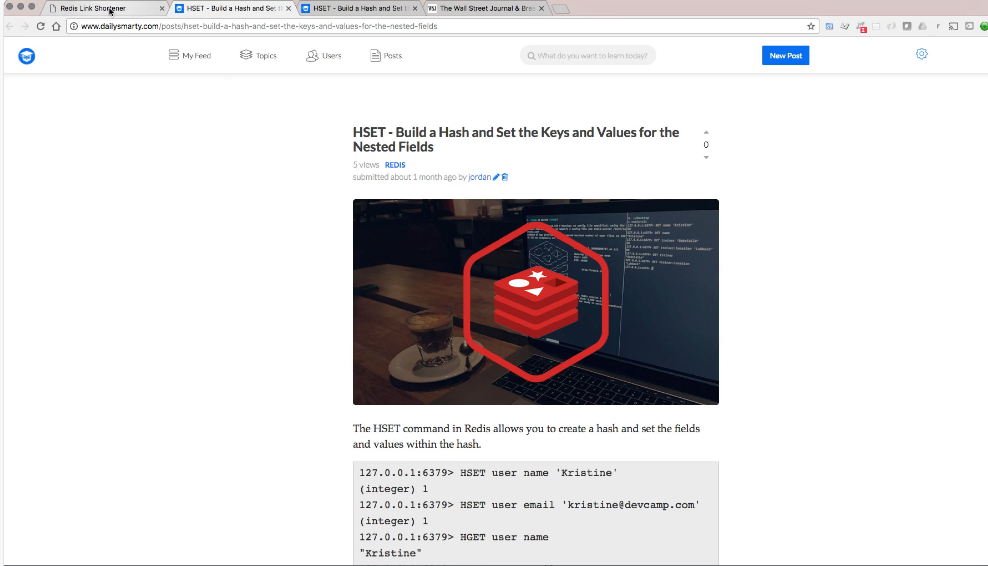 Redis Link Shortener
HSET - Build a Hash and Set th
HSET - Build a Hash and Set th
WSJ The Wall Street Journal & Brea
www.dailysmarty.com/posts/hset-build-a-hash-and-set-the-keys-and-values-for-the-nested-fields
My Feed
Topics
Users
Posts
What do you want to learn today?
New Post
HSET - Build a Hash and Set the Keys and Values for the
Nested Fields
0
5 views REDIS
submitted about 1 month ago by jordan
The HSET command in Redis allows you to create a hash and set the fields
and values within the hash.
127.0.0.1:6379> HSET user name 'Kristine'
(integer) 1
127.0.0.1:6379> HSET user email 'kristine@devcamp.com'
(integer) 1
127.0.0.1:6379> HGET user name
"Kristine"